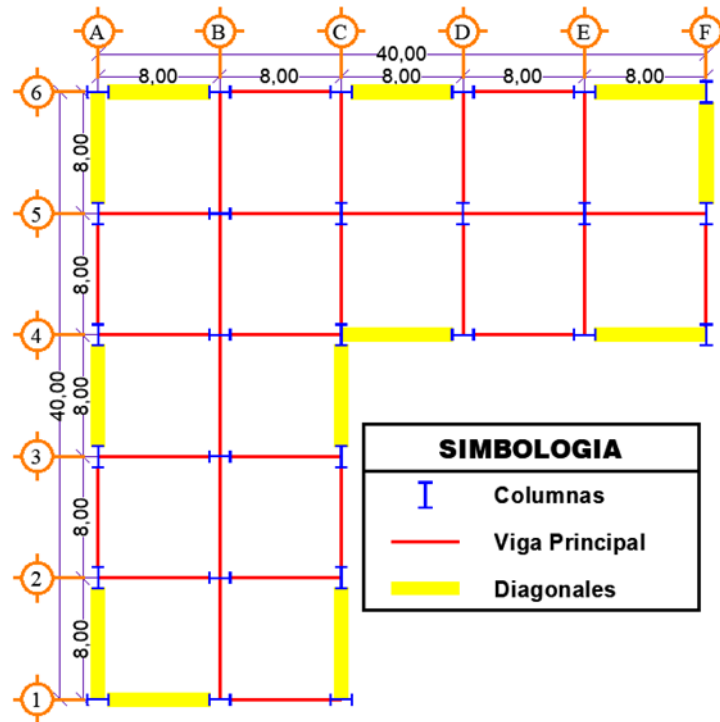 A B C D E F
40,00
8,00 8,00 8,00 8,00 8,00
6
8,00
5
8,00
4
40,00
8,00
3
8,00
2
8,00
1
SIMBOLOGIA
Columnas
Viga Principal
Diagonales